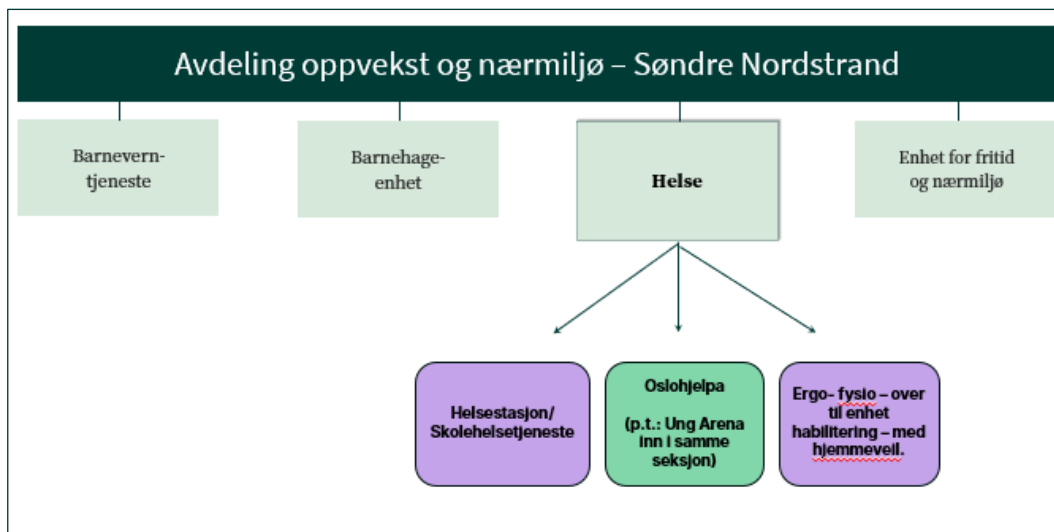 Avdeling oppvekst og nærmiljø – Søndre Nordstrand
Barnevern-
tjeneste
Barnehage-
enhet
Helse
Enhet for fritid
og nærmiljø
Helsestasjon/
Skolehelsetjeneste
Oslohjelpa
(p.t.: Ung Arena
inn i samme
seksjon)
Ergo- fysio – over
til enhet
habilitering – med
hjemmeveil.